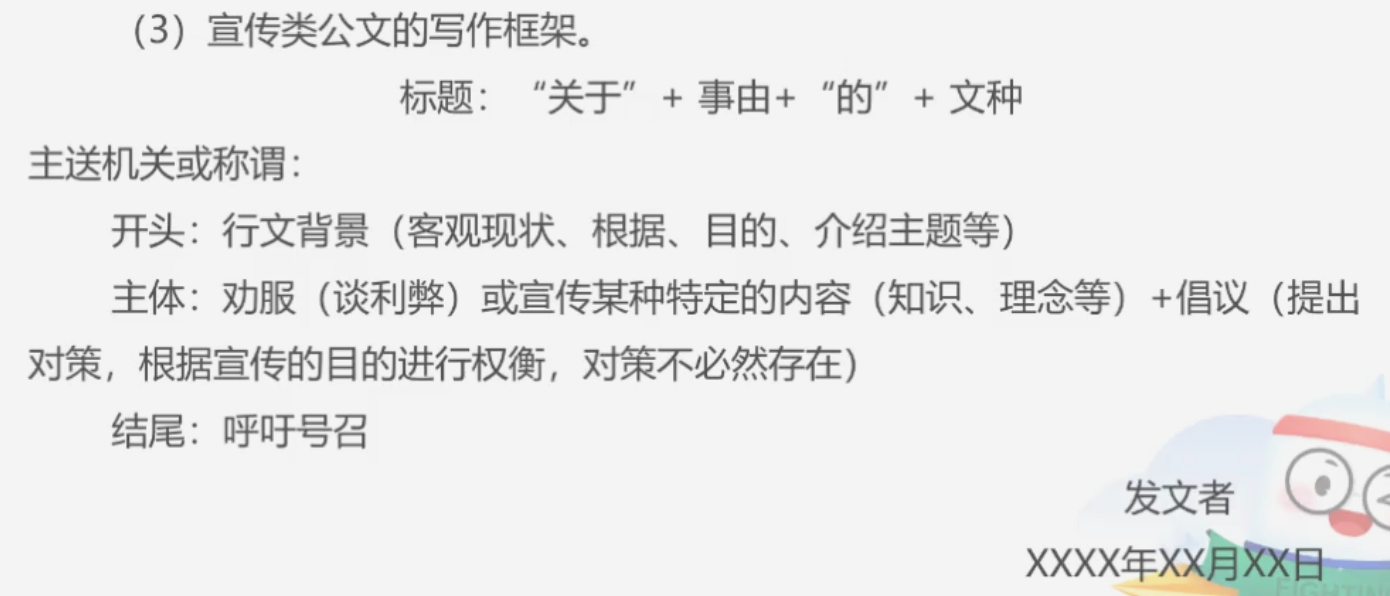 （3）宣传类公文的写作框架。
标题：“关于” + 事由+“的” + 文种
主送机关或称谓：
开头：行文背景（客观现状、根据、目的、介绍主题等）
主体：劝服（谈利弊）或宣传某种特定的内容（知识、理念等）+倡议（提出
对策，根据宣传的目的进行权衡，对策不必然存在）
结尾：呼吁号召
发文者
XXXX年XX月XX日